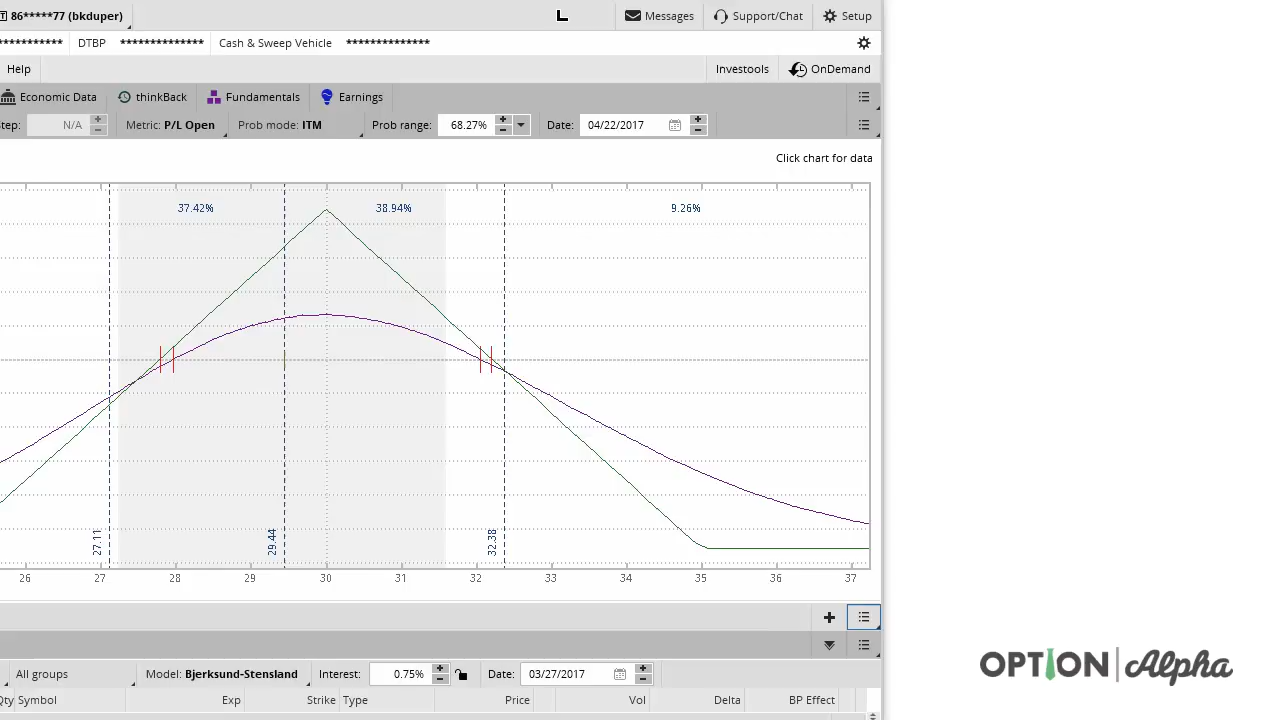 86*****77 (bkduper) Messages Support/Chat Setup
*********** DTBP ************** Cash & Sweep Vehicle **************
Help Investools OnDemand
Economic Data thinkBack Fundamentals Earnings
N/A Metric: P/L Open Prob mode: ITM Prob range: 68.27% Date: 04/22/2017
Click chart for data
37.42% 38.94% 9.26%
27.11 29.44 32.38
26 27 28 29 30 31 32 33 34 35 36 37
All groups Model: Bjerksund-Stensland Interest: 0.75% Date: 03/27/2017
Symbol Exp Strike Type Price Vol Delta BP Effect
OPTION Alpha